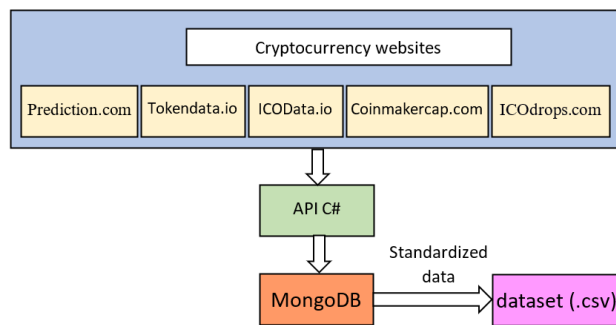 Cryptocurrency websites
Prediction.com
Tokendata.io
ICOData.io
Coinmakercap.com
ICOdrops.com
API C#
Standardized
data
MongoDB
dataset (.csv)